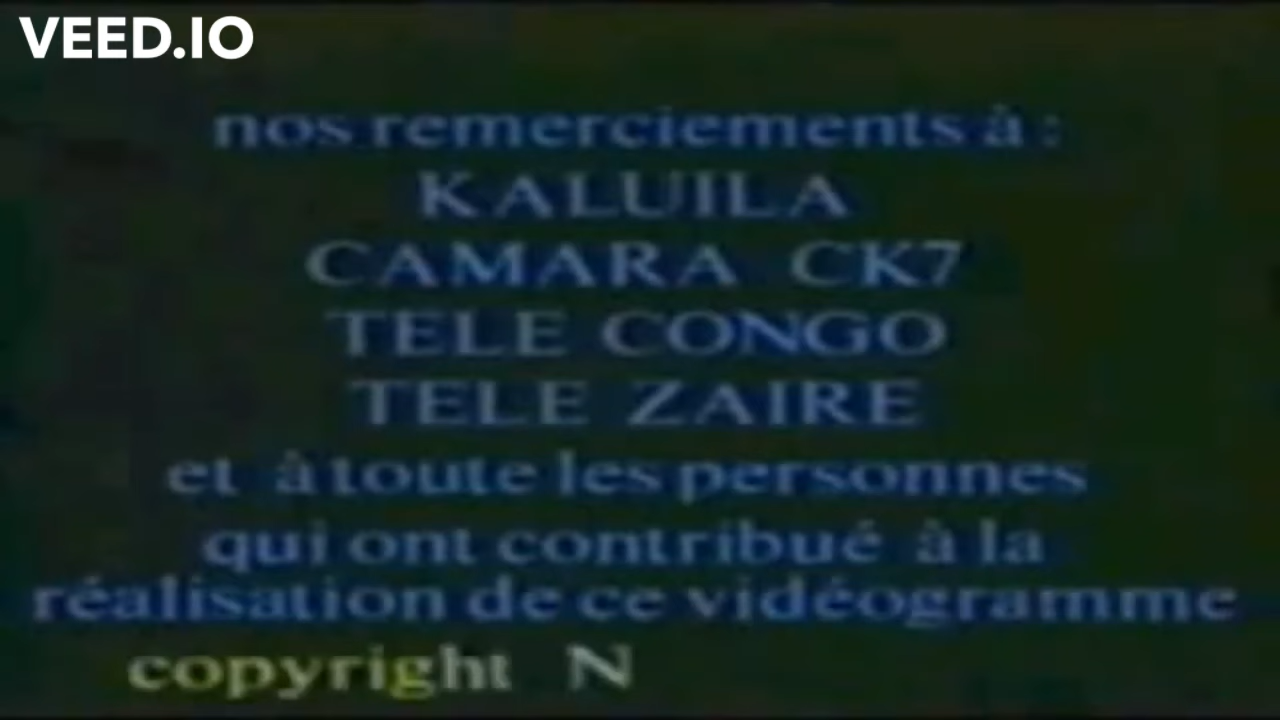 VEED.IO
nos remerciements à :
KALUILA
CAMARA CK7
TELE CONGO
TELE ZAIRE
et à toute les personnes
qui ont contribué à la
réalisation de ce vidéogramme
copyright N